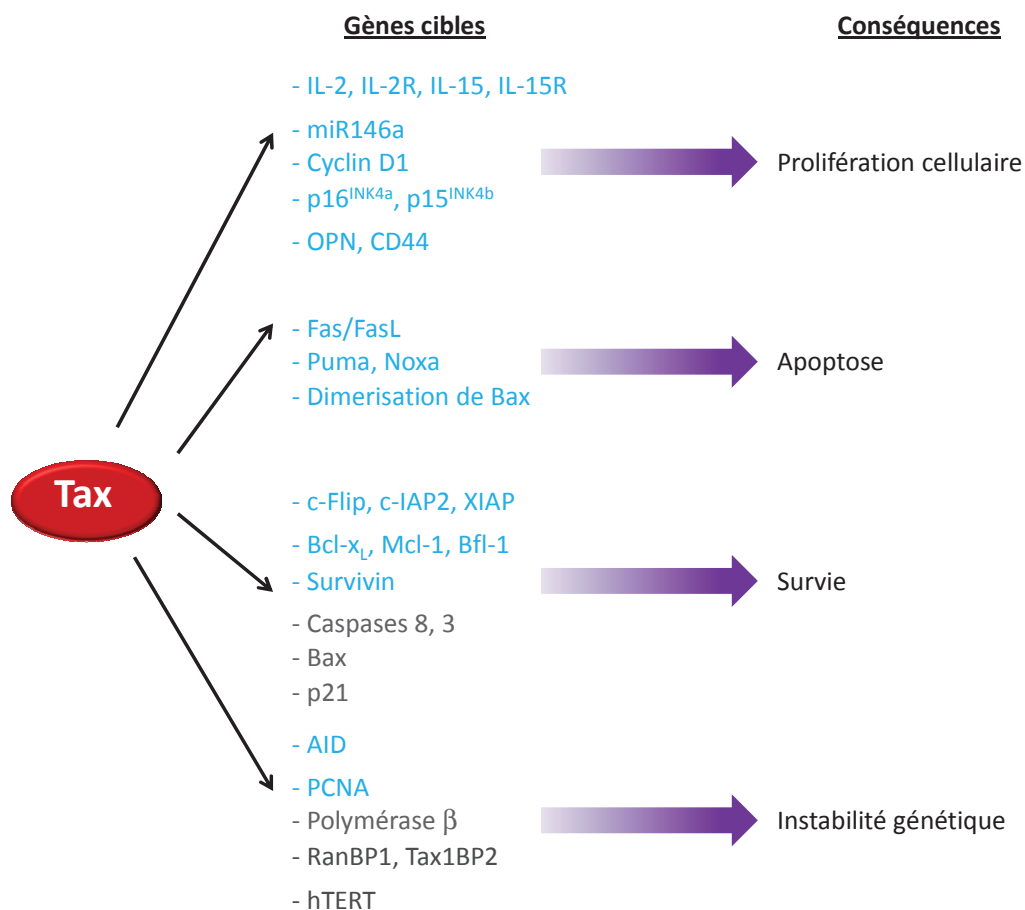 Gènes cibles
Conséquences
- IL-2, IL-2R, IL-15, IL-15R
- miR146a
- Cyclin D1
- p16INK4a, p15INK4b
- OPN, CD44
Prolifération cellulaire
- Fas/FasL
- Puma, Noxa
- Dimerisation de Bax
Apoptose
Tax
- c-Flip, c-IAP2, XIAP
- Bcl-xL, Mcl-1, Bfl-1
- Survivin
- Caspases 8, 3
- Bax
- p21
Survie
- AID
- PCNA
- Polymérase β
- RanBP1, Tax1BP2
- hTERT
Instabilité génétique